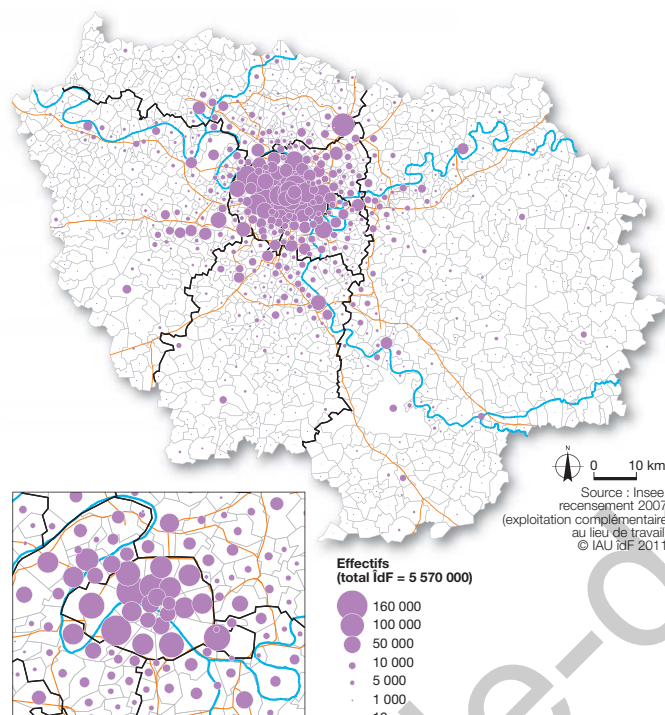 N
0 10 km
Source : Insee
recensement 2007
(exploitation complémentaire
au lieu de travail
© IAU îdF 2011
Effectifs
(total ÎdF = 5 570 000)
160 000
100 000
50 000
10 000
5 000
1 000
e-d